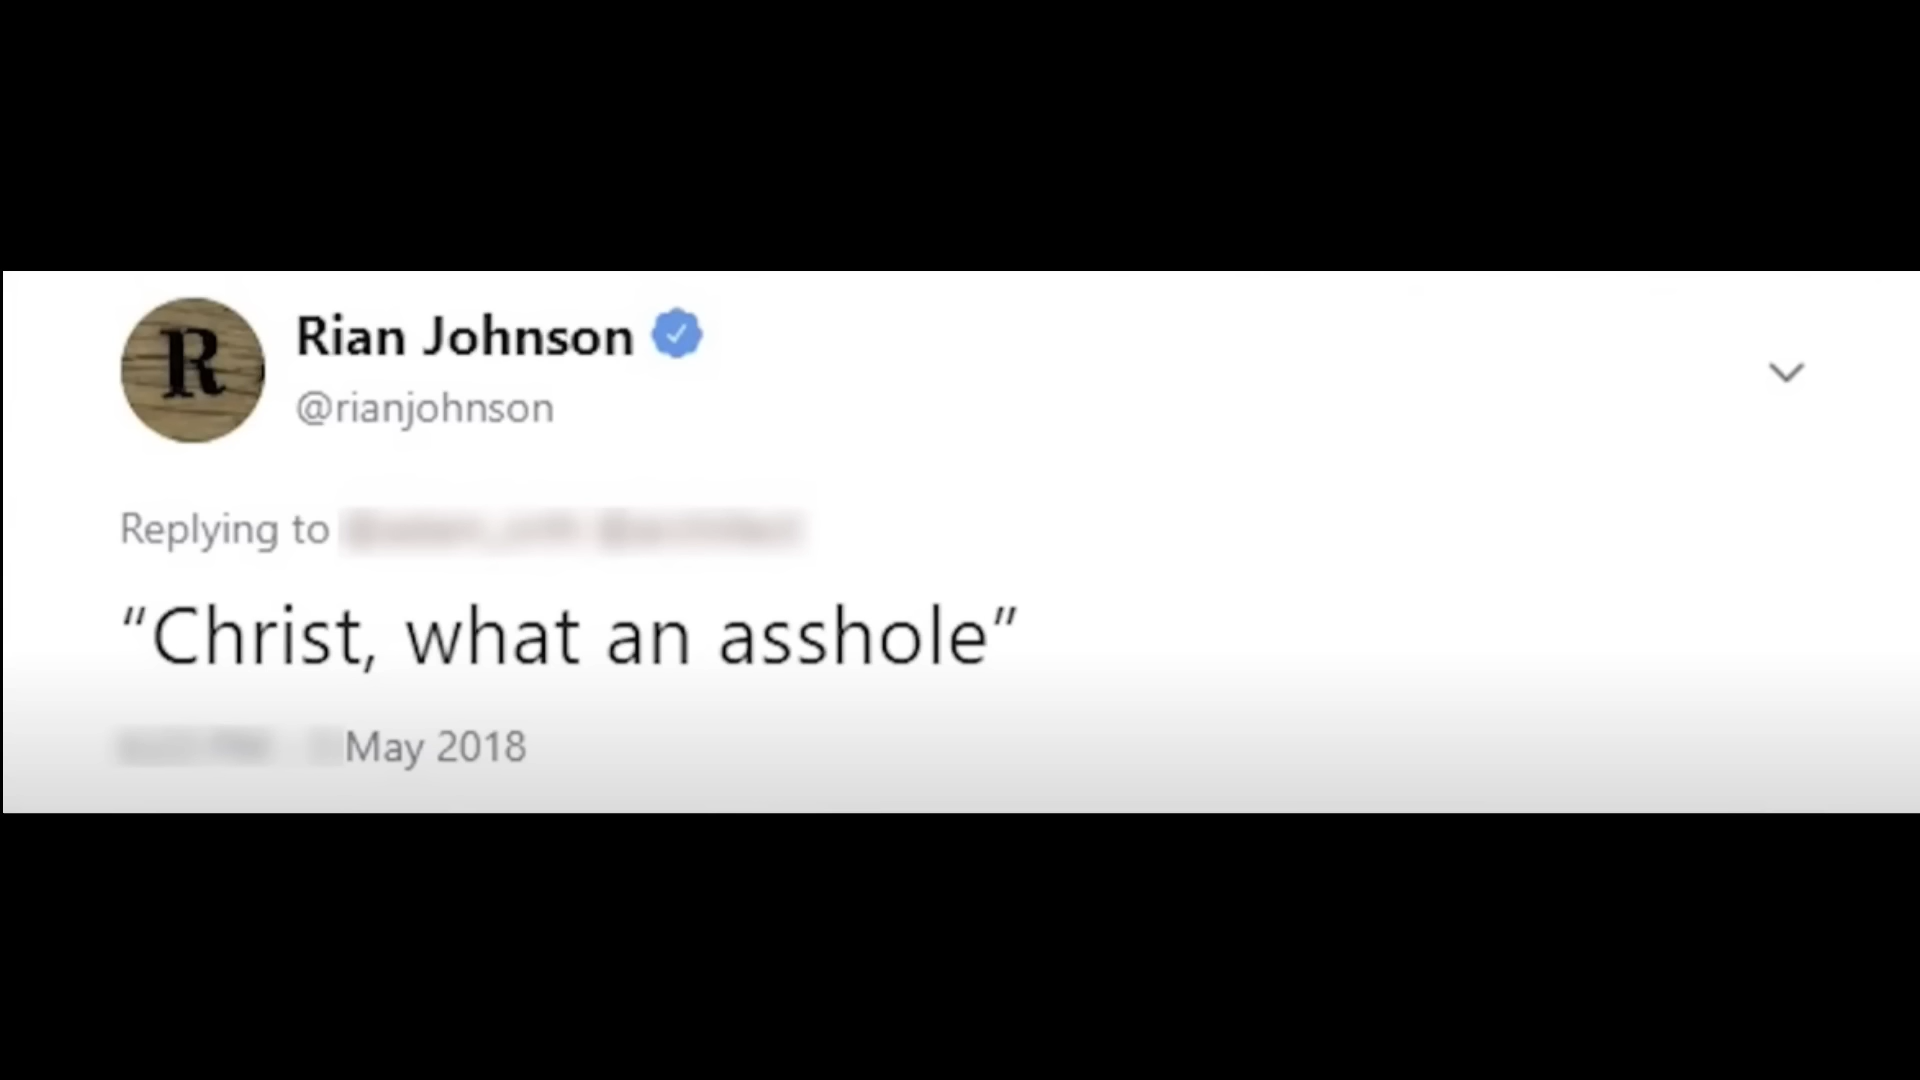 R
Rian Johnson
@rianjohnson
Replying to
“Christ, what an asshole”
May 2018